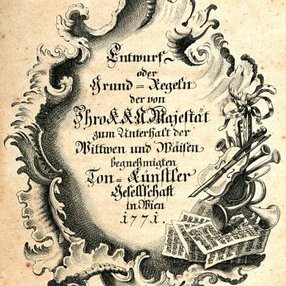 Entwurf
oder
Grund = Regeln
der von
Ihro K.K.A. Majestät
zum Unterhalt der
Wittwen und Waisen
begnehmigten
Ton = Künstler
Gesellschaft
in Wien
1771.